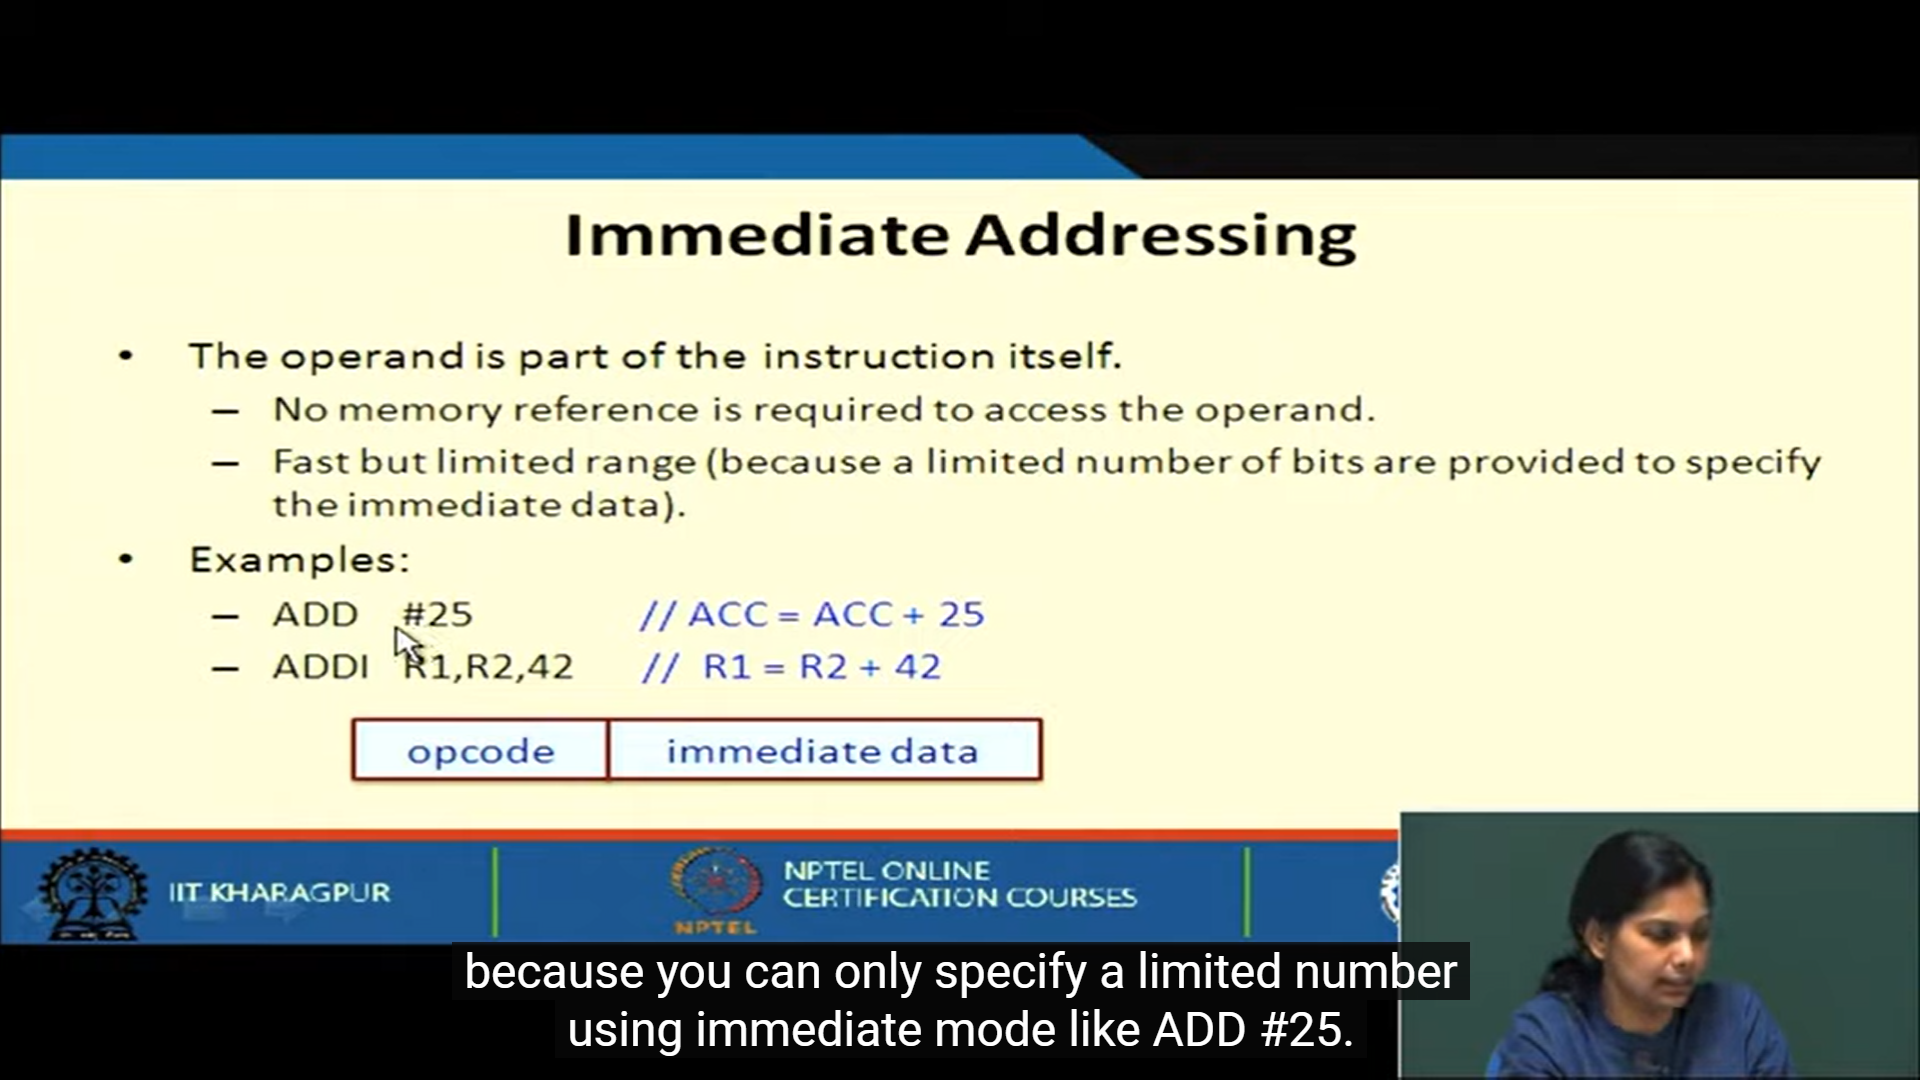 Immediate Addressing
• The operand is part of the instruction itself.
– No memory reference is required to access the operand.
– Fast but limited range (because a limited number of bits are provided to specify
the immediate data).
• Examples:
– ADD #25 // ACC = ACC + 25
– ADDI R1,R2,42 // R1 = R2 + 42
opcode immediate data
IIT KHARAGPUR
NPTEL
NPTEL ONLINE
CERTIFICATION COURSES
because you can only specify a limited number
using immediate mode like ADD #25.